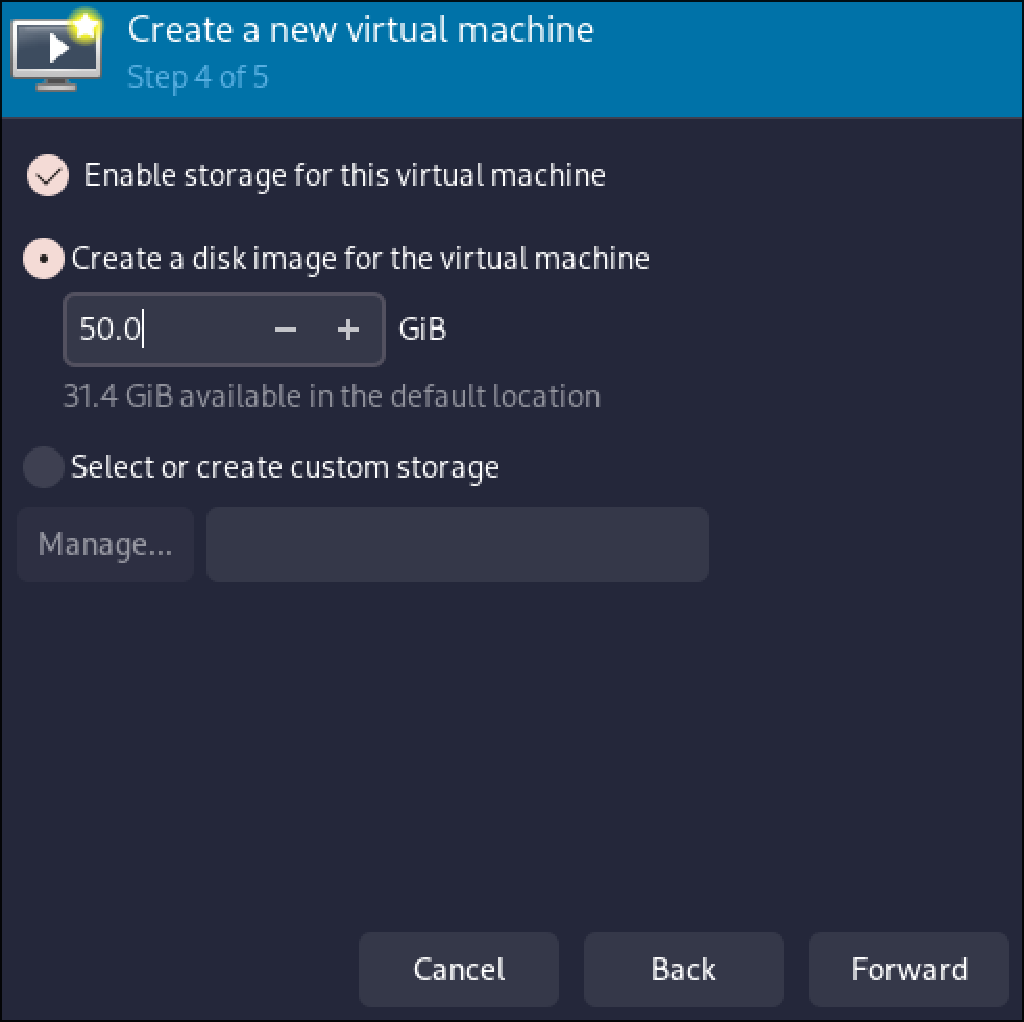 Create a new virtual machine
Step 4 of 5
Enable storage for this virtual machine
Create a disk image for the virtual machine
50.0 − + GiB
31.4 GiB available in the default location
Select or create custom storage
Manage...
Cancel Back Forward